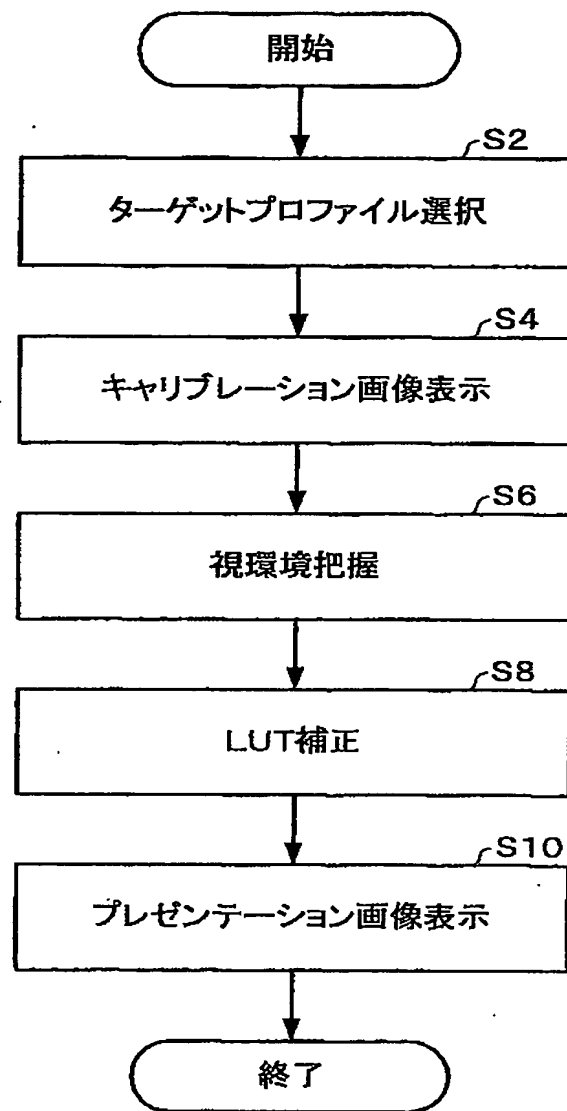 開始
S2
ターゲットプロファイル選択
S4
キャリブレーション画像表示
S6
視環境把握
S8
LUT補正
S10
プレゼンテーション画像表示
終了